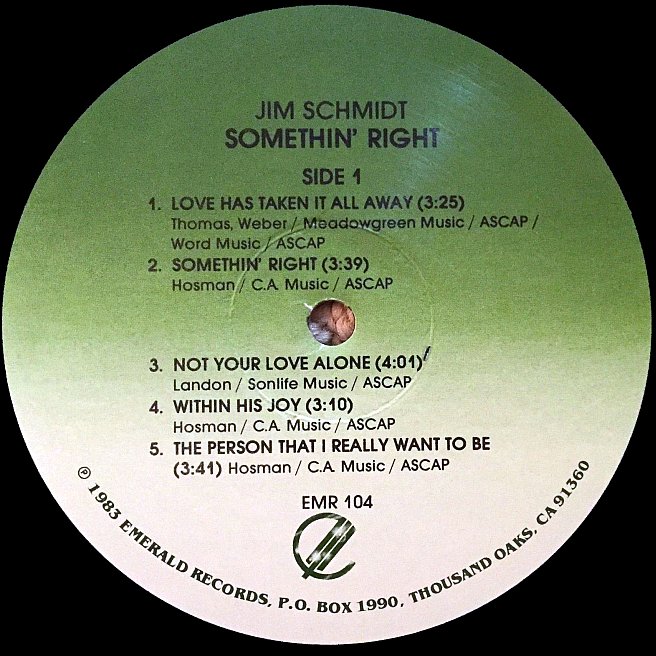 JIM SCHMIDT
SOMETHIN' RIGHT
SIDE 1
1. LOVE HAS TAKEN IT ALL AWAY (3:25)
Thomas, Weber / Meadowgreen Music / ASCAP /
Word Music / ASCAP
2. SOMETHIN' RIGHT (3:39)
Hosman / C.A. Music / ASCAP
3. NOT YOUR LOVE ALONE (4:01)
Landon / Sonlife Music / ASCAP
4. WITHIN HIS JOY (3:10)
Hosman / C.A. Music / ASCAP
5. THE PERSON THAT I REALLY WANT TO BE
(3:41) Hosman / C.A. Music / ASCAP
EMR 104
℗ 1983 EMERALD RECORDS, P.O. BOX 1990, THOUSAND OAKS, CA 91360